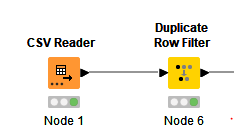 CSV Reader
Duplicate
Row Filter
Node 1
Node 6